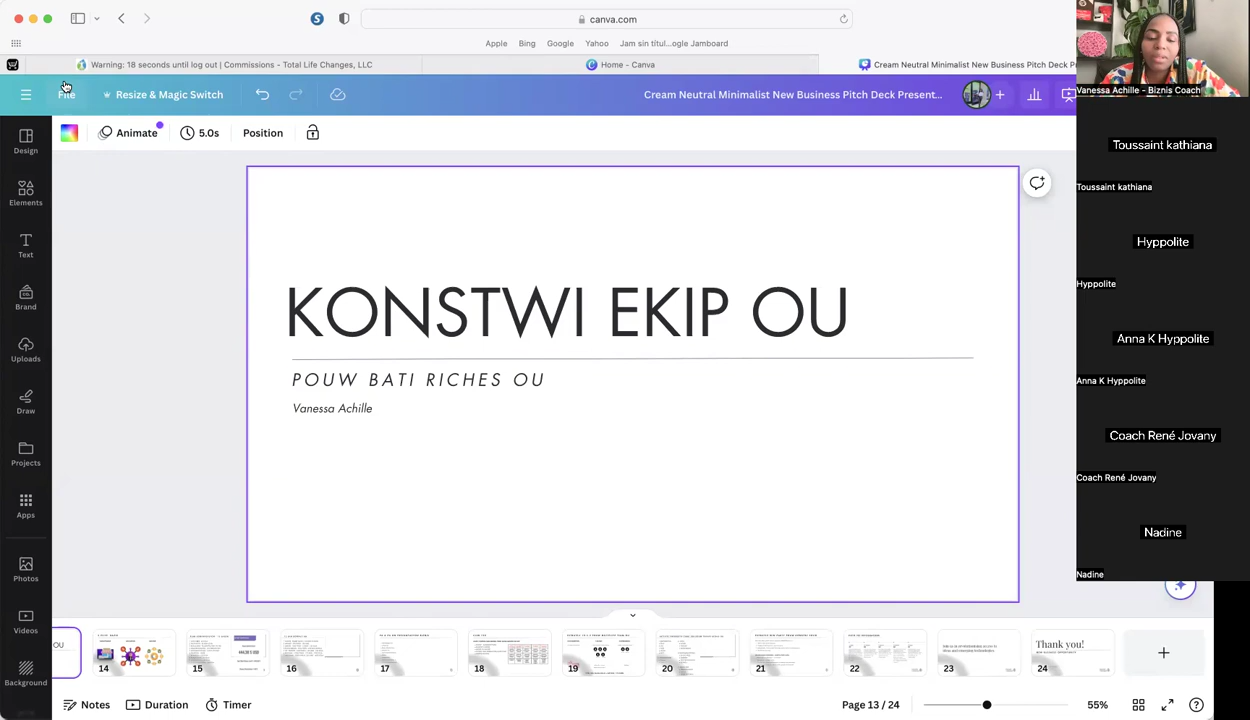 canva.com
Apple
Bing
Google
Yahoo
Jam sin títul...ogle Jamboard
Warning: 18 seconds until log out | Commissions - Total Life Changes, LLC
Home - Canva
Cream Neutral Minimalist New Business Pitch Deck Pre
File
Resize & Magic Switch
Cream Neutral Minimalist New Business Pitch Deck Present...
Animate
5.0s
Position
Design
Elements
Text
Brand
Uploads
Draw
Projects
Apps
Photos
Videos
Background
KONSTWI EKIP OU
POUW BATI RICHES OU
Vanessa Achille
Vanessa Achille - Biznis Coach
Toussaint kathiana
Toussaint kathiana
Hyppolite
Hyppolite
Anna K Hyppolite
Anna K Hyppolite
Coach René Jovany
Coach René Jovany
Nadine
Nadine
OU
14
15
16
17
18
19
20
21
22
23
Thank you!
24
Notes
Duration
Timer
Page 13 / 24
55%